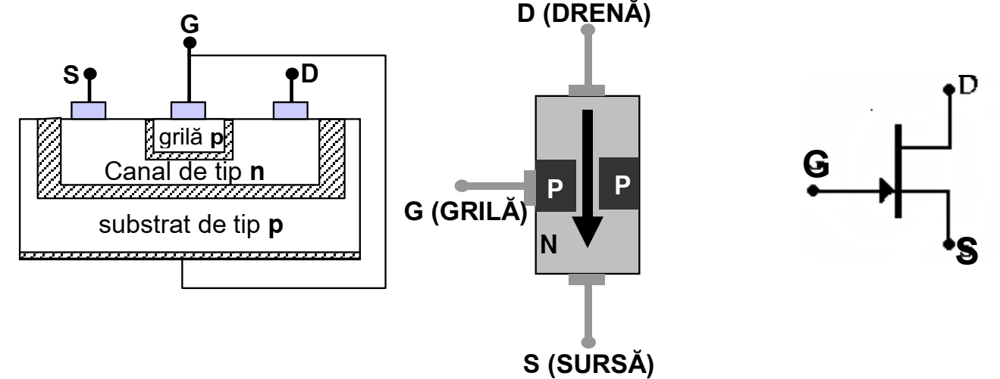 G
S
D
grilă p
Canal de tip n
substrat de tip p
D (DRENĂ)
P
P
G (GRILĂ)
N
S (SURSĂ)
D
G
S